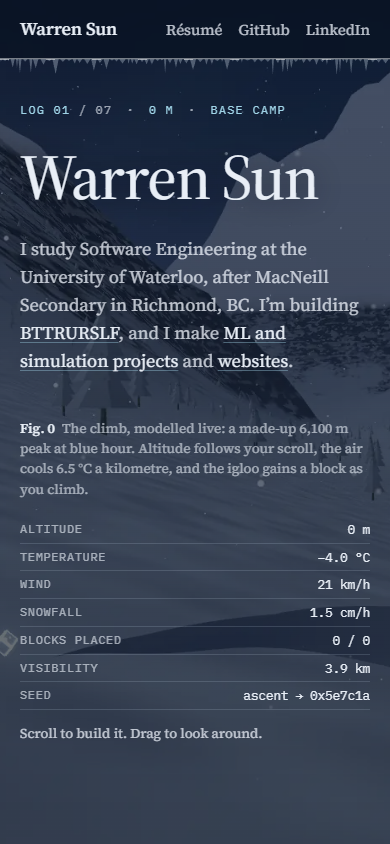 Warren Sun Résumé GitHub LinkedIn
LOG 01 / 07 · 0 M · BASE CAMP
Warren Sun
I study Software Engineering at the
University of Waterloo, after MacNeill
Secondary in Richmond, BC. I’m building
BTTRURSLF, and I make ML and
simulation projects and websites.
Fig. 0 The climb, modelled live: a made-up 6,100 m
peak at blue hour. Altitude follows your scroll, the air
cools 6.5 °C a kilometre, and the igloo gains a block as
you climb.
ALTITUDE 0 m
TEMPERATURE −4.0 °C
WIND 21 km/h
SNOWFALL 1.5 cm/h
BLOCKS PLACED 0 / 0
VISIBILITY 3.9 km
SEED ascent → 0x5e7c1a
Scroll to build it. Drag to look around.